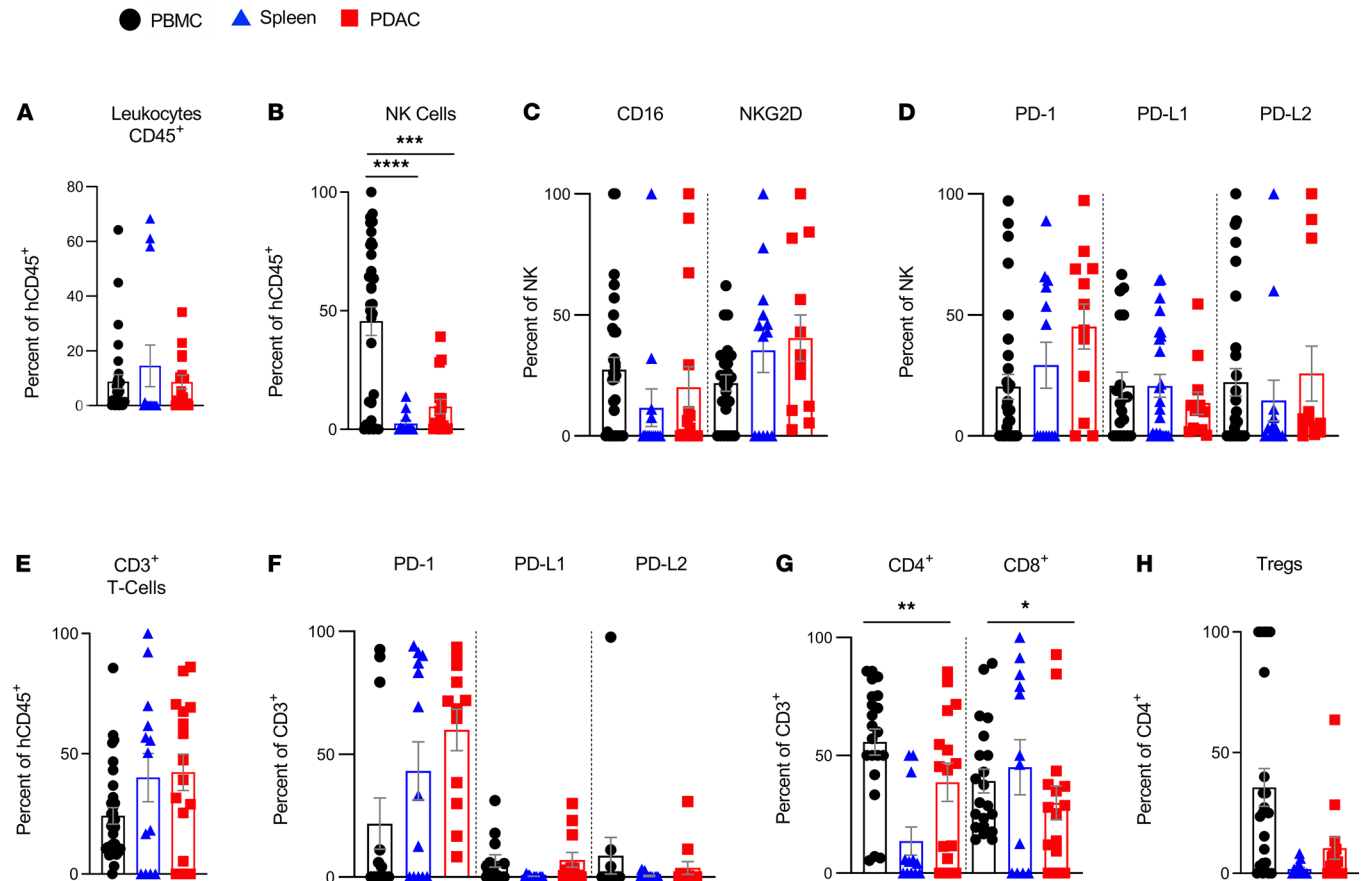 PBMC Spleen PDAC
A Leukocytes CD45⁺
Percent of hCD45⁺
80
60
40
20
0
B NK Cells
***
****
Percent of hCD45⁺
100
50
0
C CD16 NKG2D
Percent of NK
100
50
0
D PD-1 PD-L1 PD-L2
Percent of NK
100
50
0
E CD3⁺ T-Cells
Percent of hCD45⁺
100
50
0
F PD-1 PD-L1 PD-L2
Percent of CD3⁺
100
50
0
G CD4⁺ CD8⁺
** *
Percent of CD3⁺
100
50
0
H Tregs
Percent of CD4⁺
100
50
0